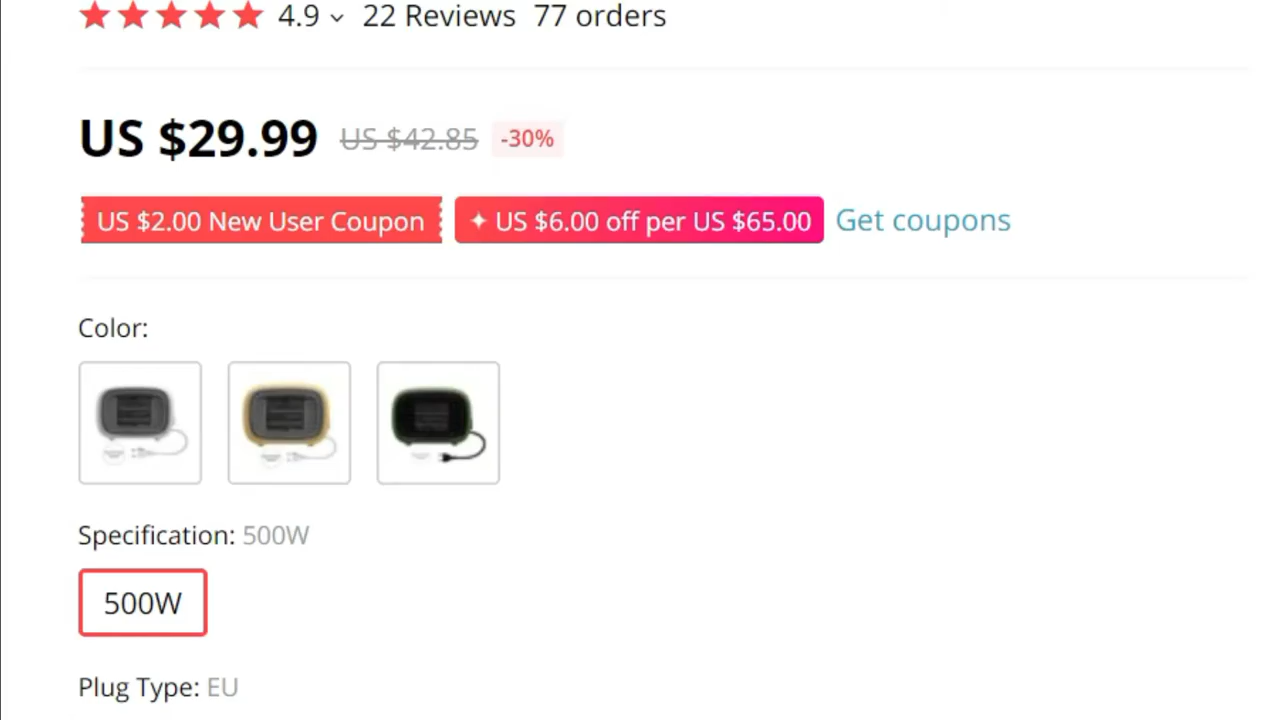 4.9 22 Reviews 77 orders
US $29.99 US $42.85 -30%
US $2.00 New User Coupon US $6.00 off per US $65.00 Get coupons
Color:
Specification: 500W
500W
Plug Type: EU